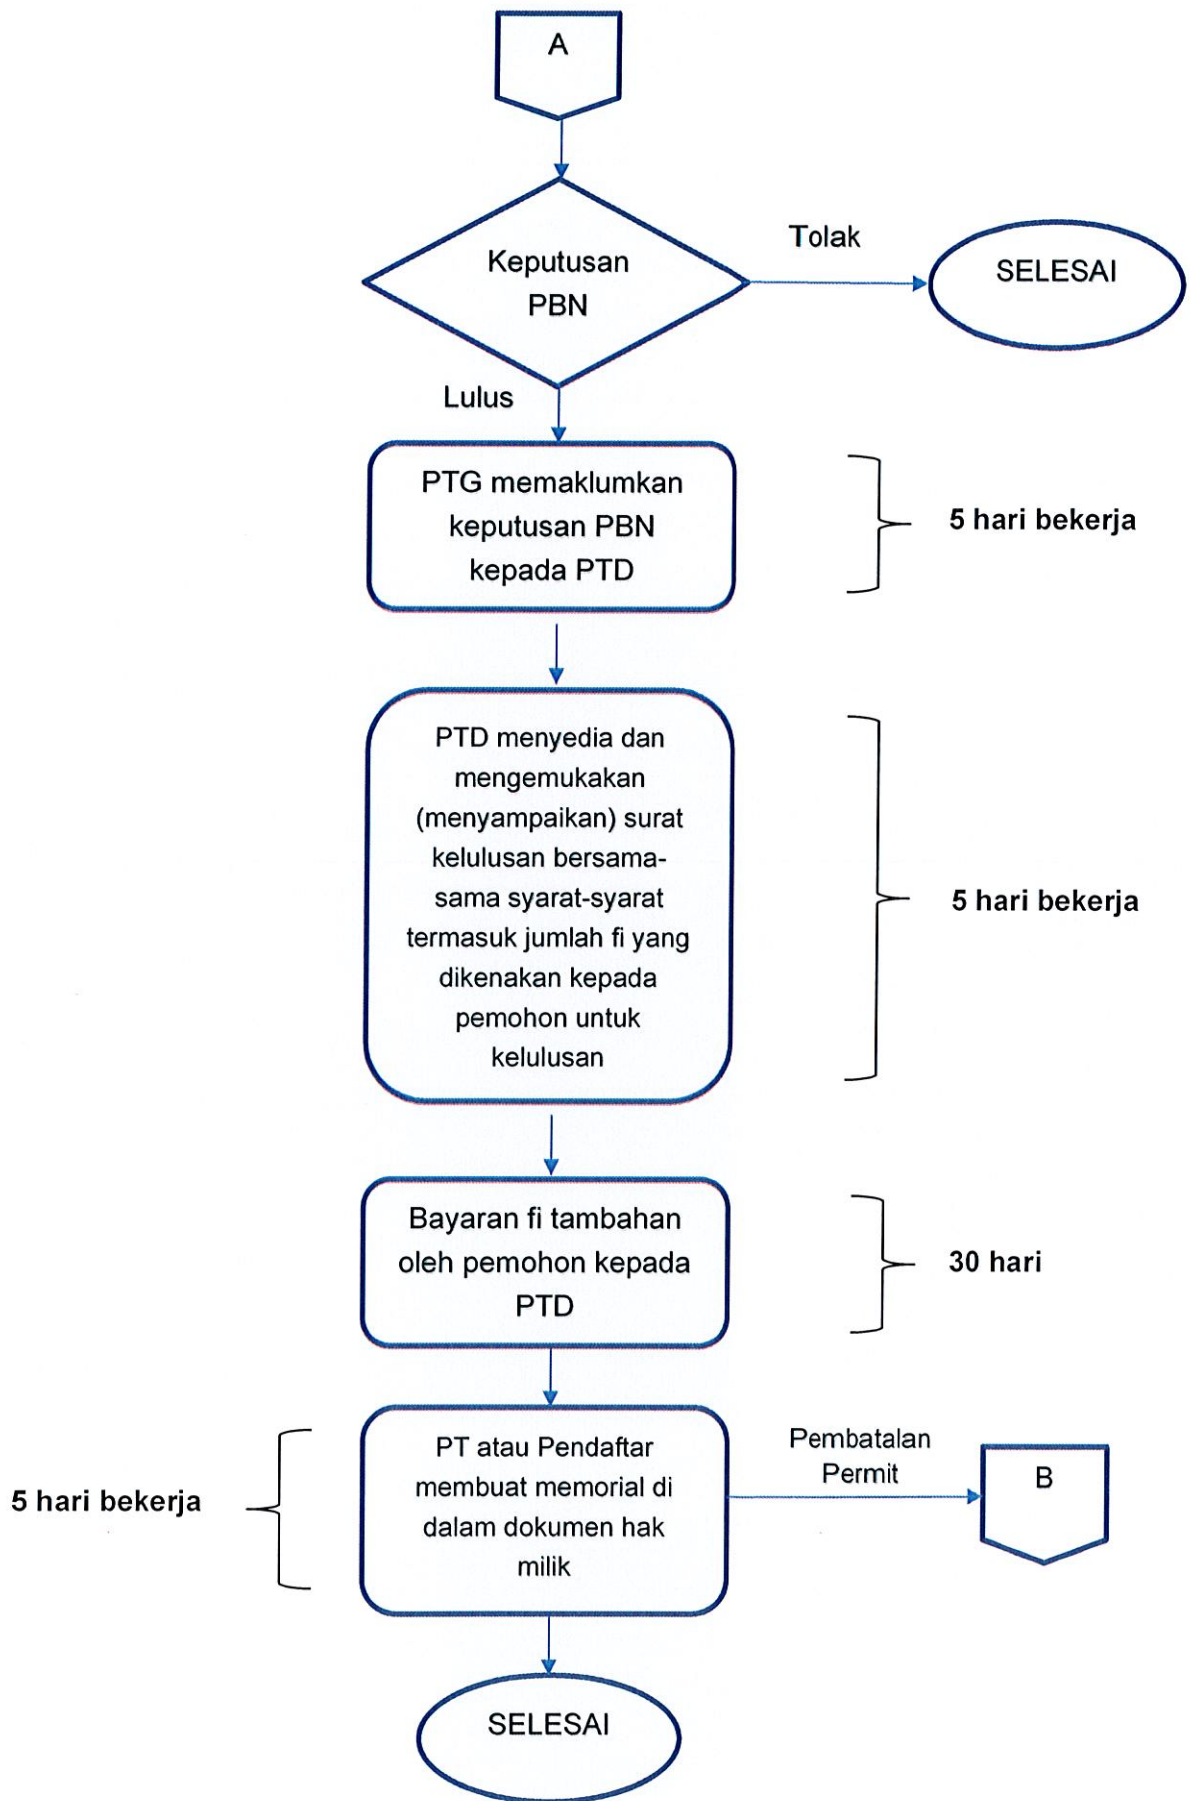 A
Keputusan
PBN
Tolak
SELESAI
Lulus
PTG memaklumkan
keputusan PBN
kepada PTD
5 hari bekerja
PTD menyedia dan
mengemukakan
(menyampaikan) surat
kelulusan bersama-
sama syarat-syarat
termasuk jumlah fi yang
dikenakan kepada
pemohon untuk
kelulusan
5 hari bekerja
Bayaran fi tambahan
oleh pemohon kepada
PTD
30 hari
5 hari bekerja
PT atau Pendaftar
membuat memorial di
dalam dokumen hak
milik
Pembatalan
Permit
B
SELESAI